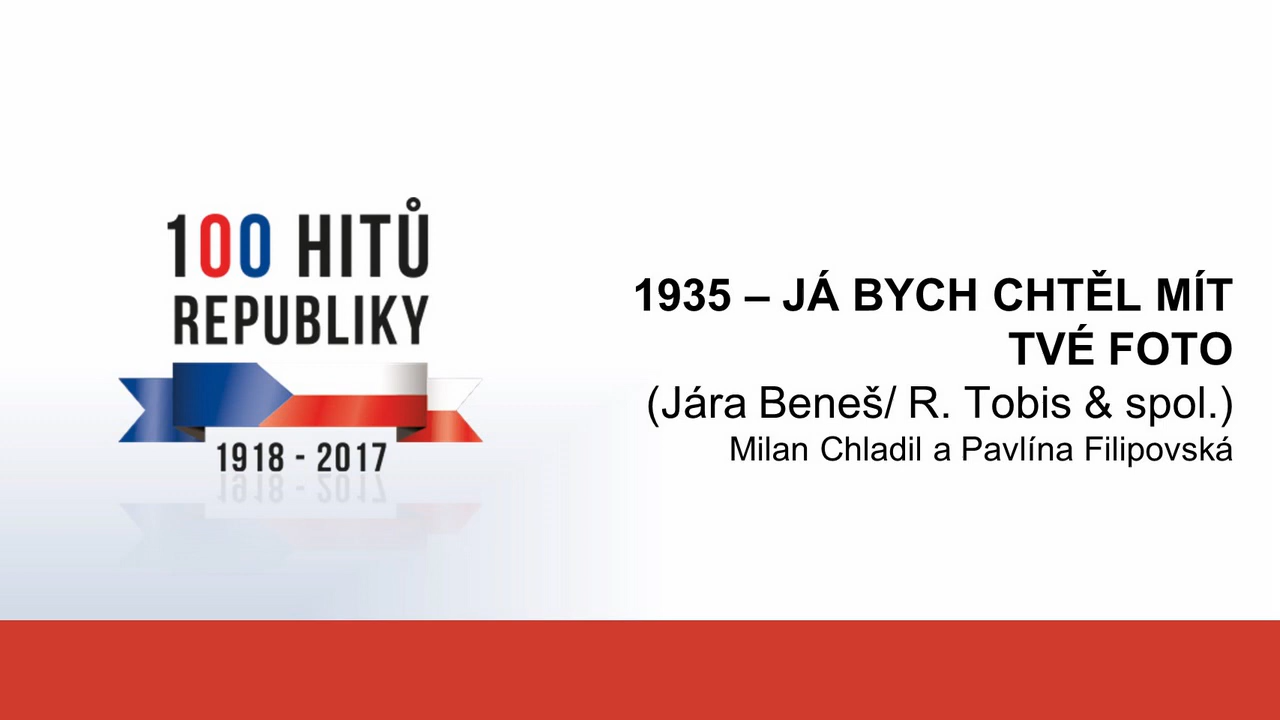 100 HITŮ
REPUBLIKY
1918 - 2017
1935 – JÁ BYCH CHTĚL MÍT
TVÉ FOTO
(Jára Beneš/ R. Tobis & spol.)
Milan Chladil a Pavlína Filipovská